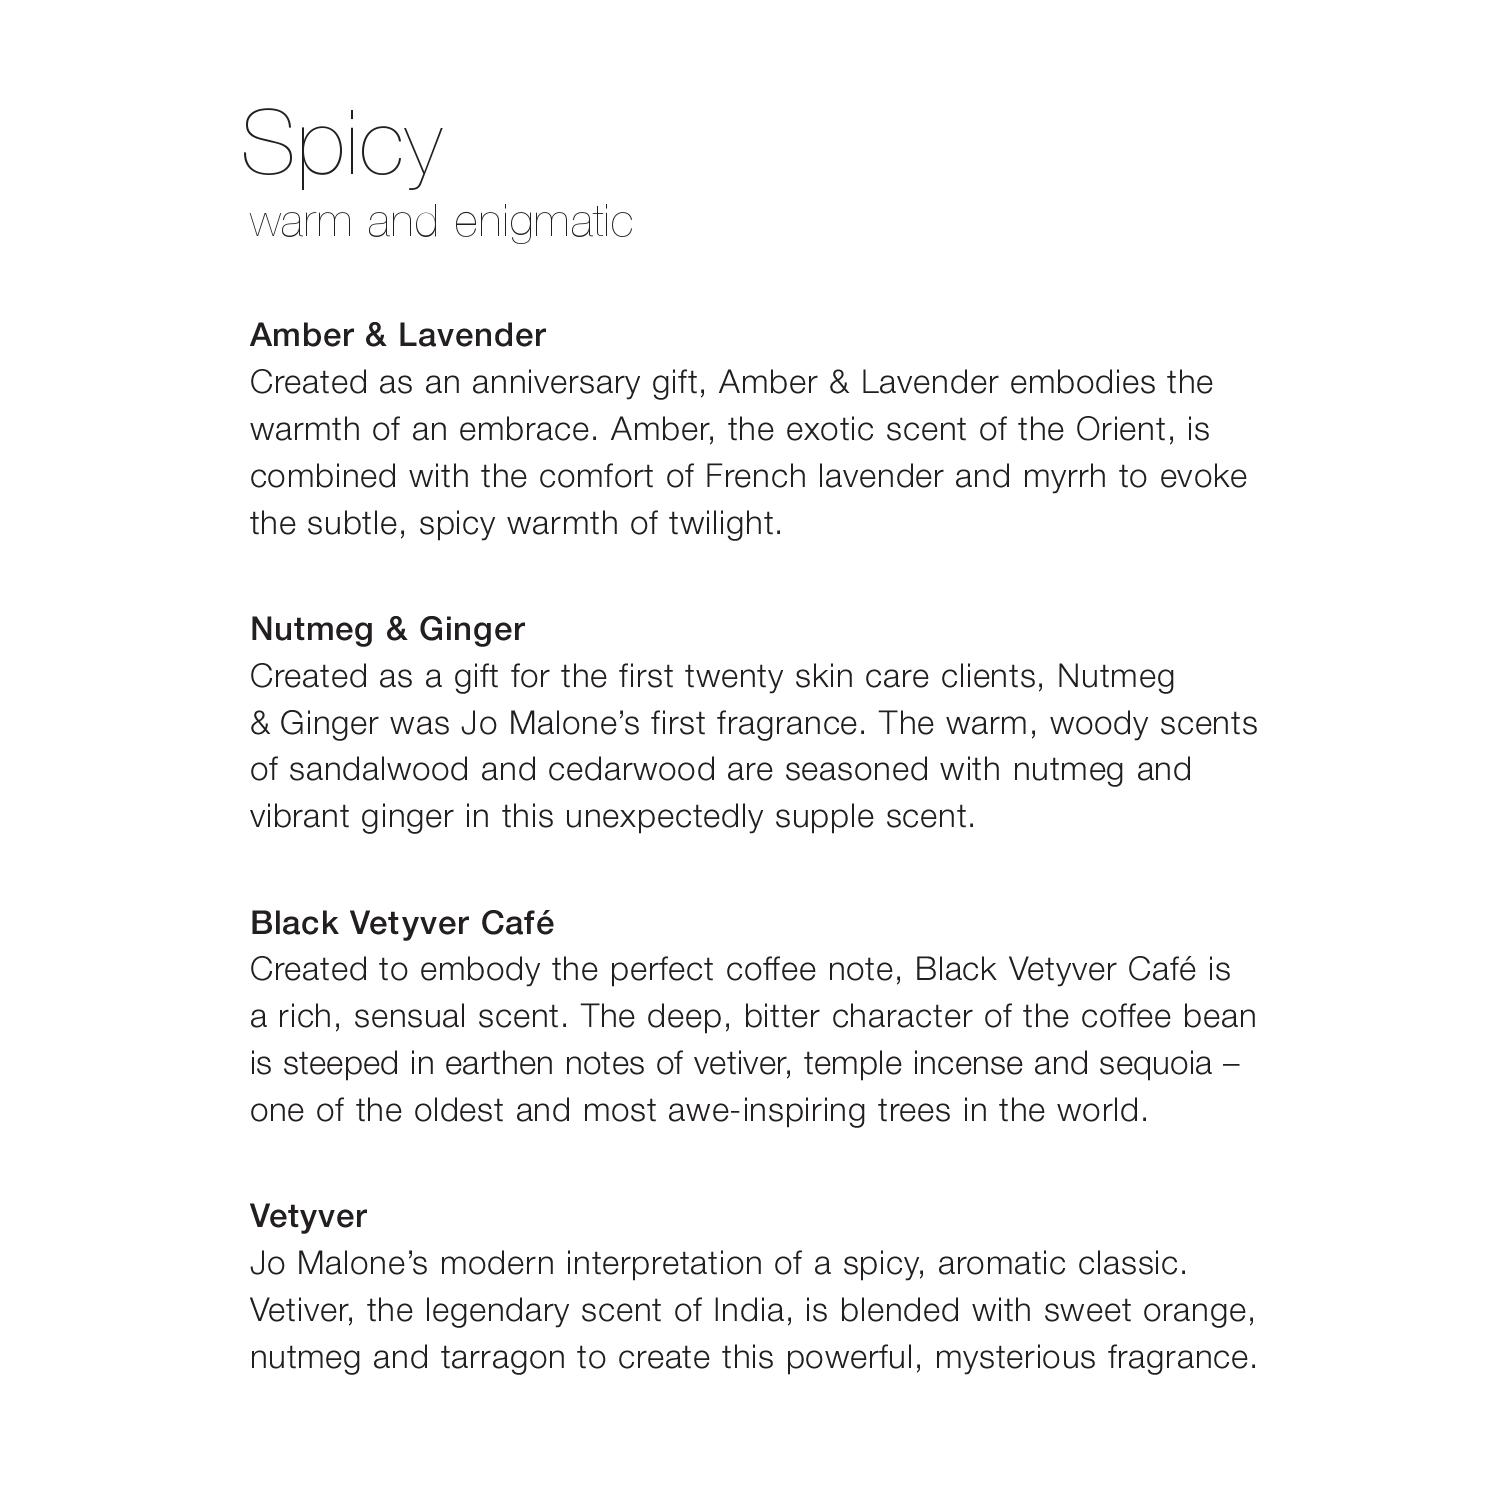 Spicy
warm and enigmatic
Amber & Lavender
Created as an anniversary gift, Amber & Lavender embodies the
warmth of an embrace. Amber, the exotic scent of the Orient, is
combined with the comfort of French lavender and myrrh to evoke
the subtle, spicy warmth of twilight.
Nutmeg & Ginger
Created as a gift for the first twenty skin care clients, Nutmeg
& Ginger was Jo Malone’s first fragrance. The warm, woody scents
of sandalwood and cedarwood are seasoned with nutmeg and
vibrant ginger in this unexpectedly supple scent.
Black Vetyver Café
Created to embody the perfect coffee note, Black Vetyver Café is
a rich, sensual scent. The deep, bitter character of the coffee bean
is steeped in earthen notes of vetiver, temple incense and sequoia –
one of the oldest and most awe-inspiring trees in the world.
Vetyver
Jo Malone’s modern interpretation of a spicy, aromatic classic.
Vetiver, the legendary scent of India, is blended with sweet orange,
nutmeg and tarragon to create this powerful, mysterious fragrance.